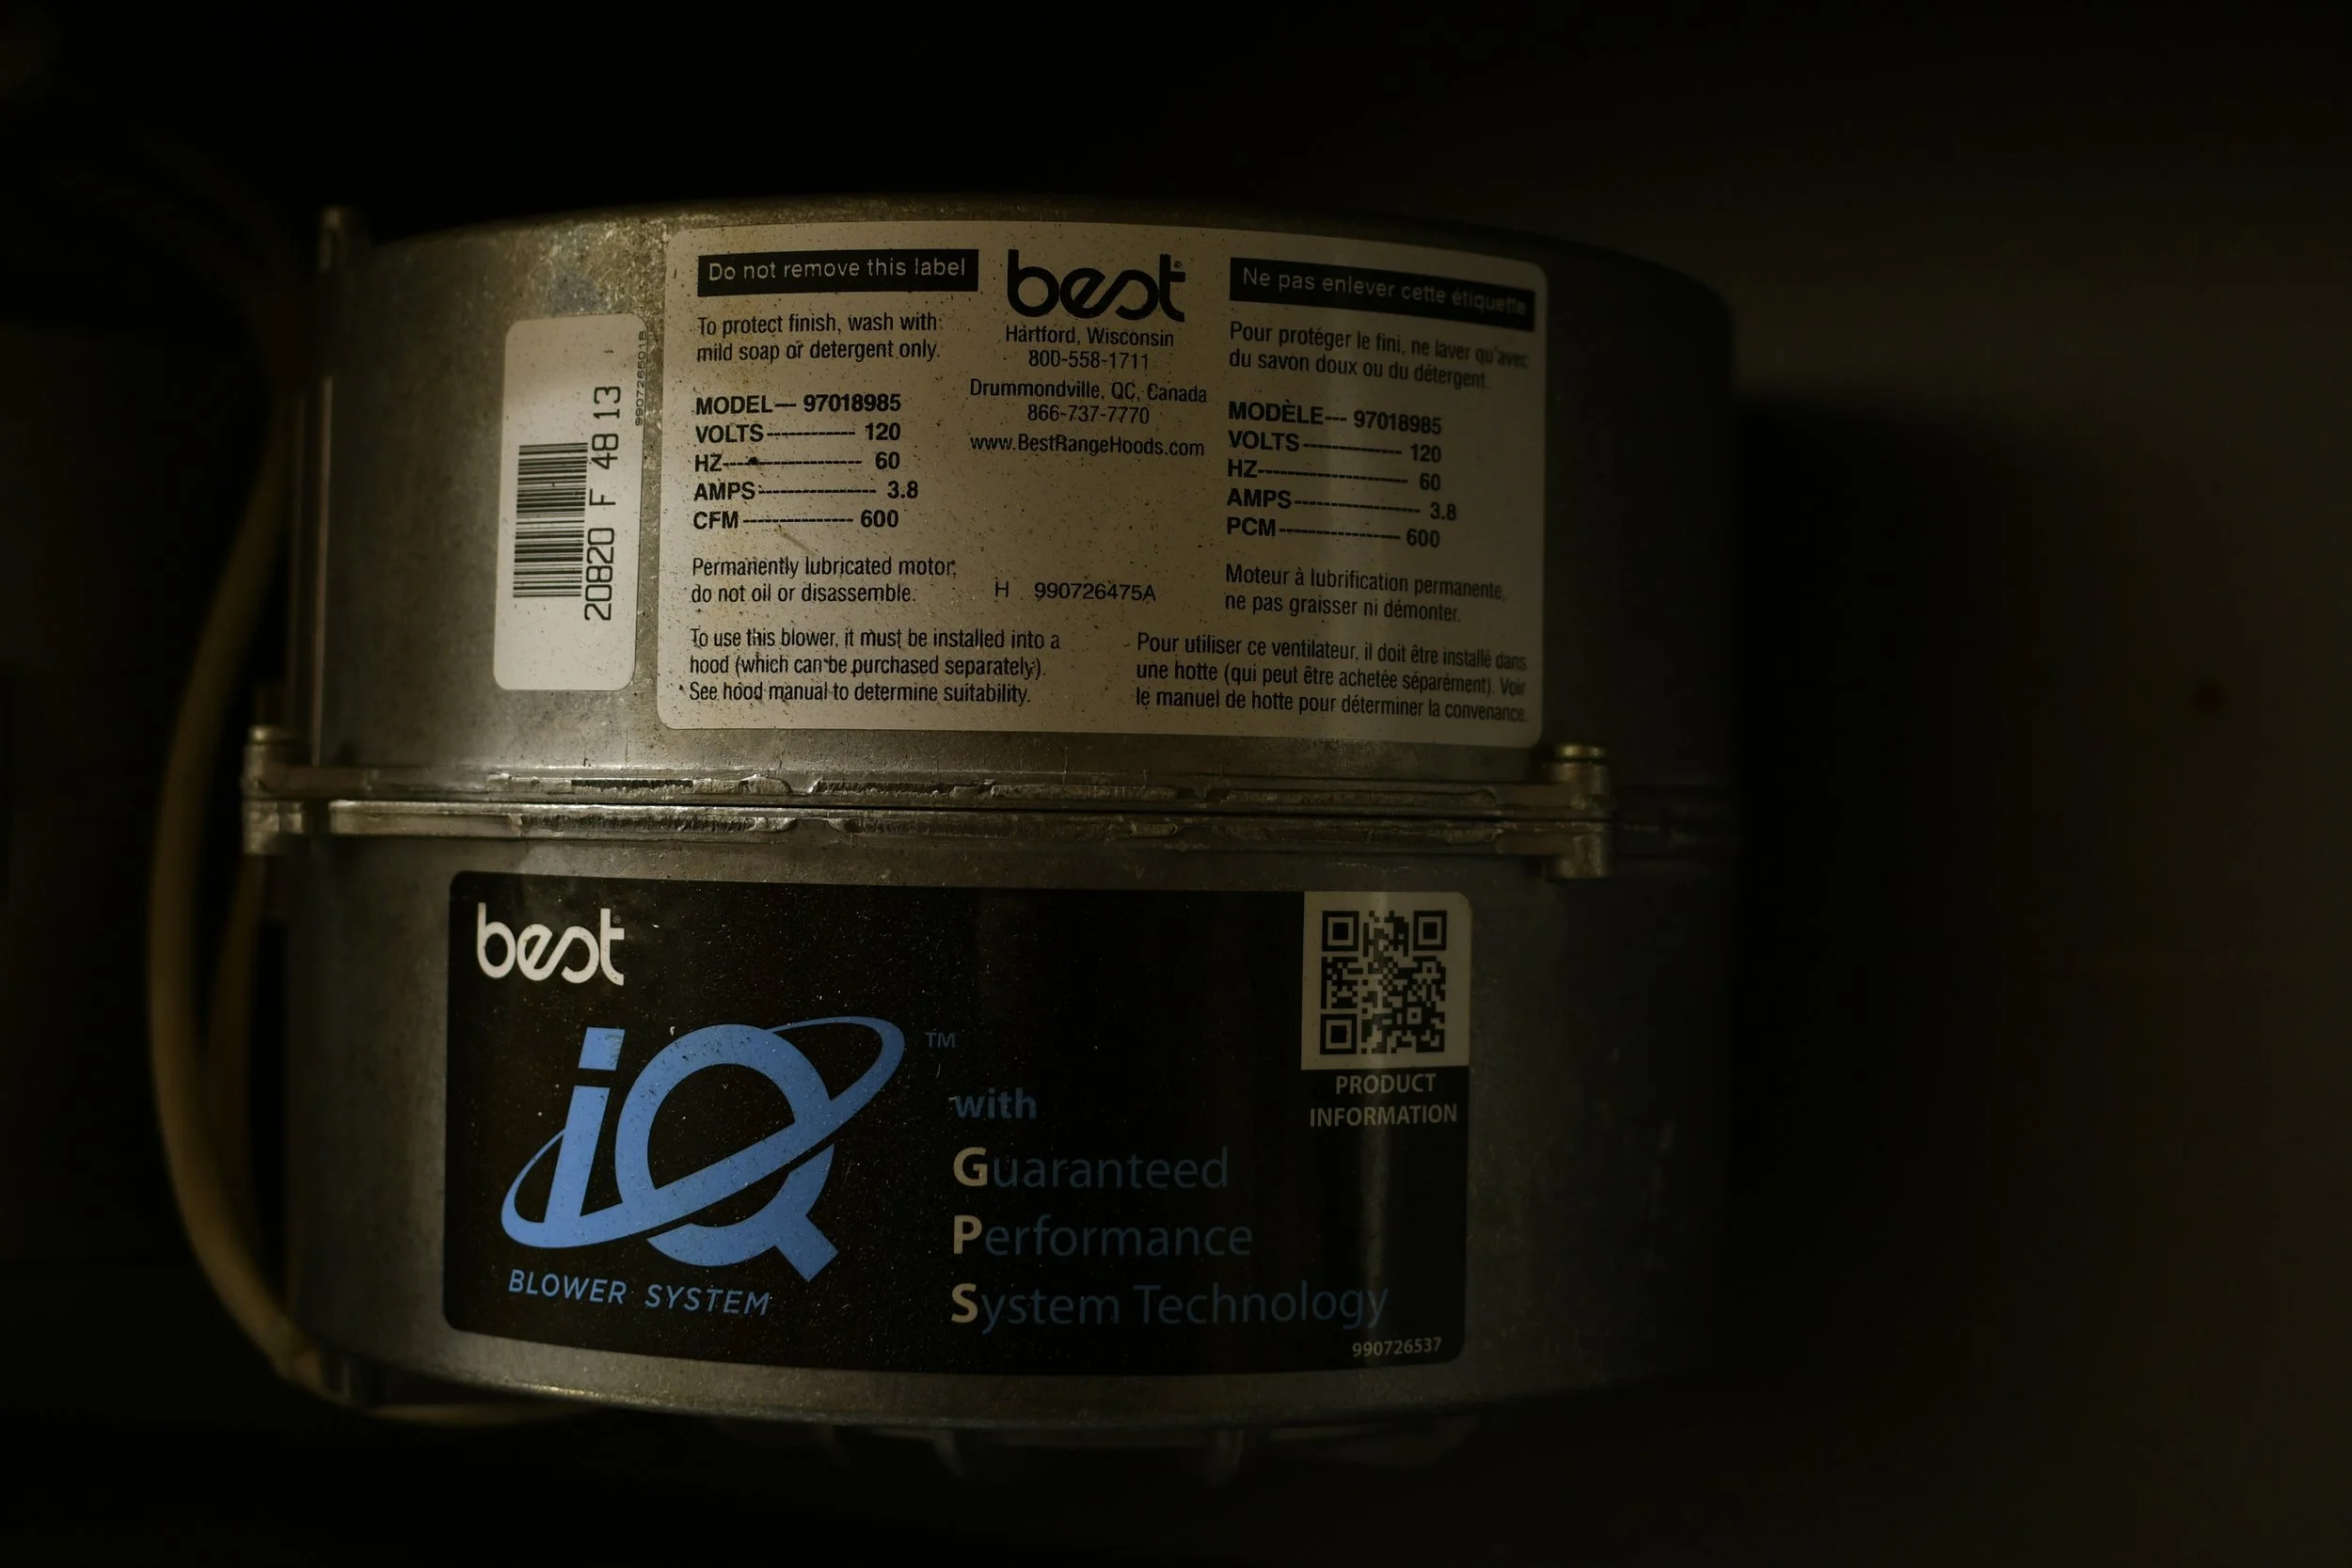 20820 F 48 13
990726501B
Do not remove this label
To protect finish, wash with
mild soap or detergent only.
MODEL— 97018985
VOLTS------------ 120
HZ------------------ 60
AMPS--------------- 3.8
CFM -------------- 600
Permanently lubricated motor,
do not oil or disassemble.
To use this blower, it must be installed into a
hood (which can be purchased separately).
See hood manual to determine suitability.
best®
Hartford, Wisconsin
800-558-1711
Drummondville, QC, Canada
866-737-7770
www.BestRangeHoods.com
H 990726475A
Ne pas enlever cette étiquette
Pour protéger le fini, ne laver qu'avec
du savon doux ou du détergent.
MODÈLE--- 97018985
VOLTS------------- 120
HZ------------------- 60
AMPS---------------- 3.8
PCM--------------- 600
Moteur à lubrification permanente,
ne pas graisser ni démonter.
Pour utiliser ce ventilateur, il doit être installé dans
une hotte (qui peut être achetée séparément). Voir
le manuel de hotte pour déterminer la convenance.
best®
iQ™
BLOWER SYSTEM
with
Guaranteed
Performance
System Technology
PRODUCT
INFORMATION
990726537